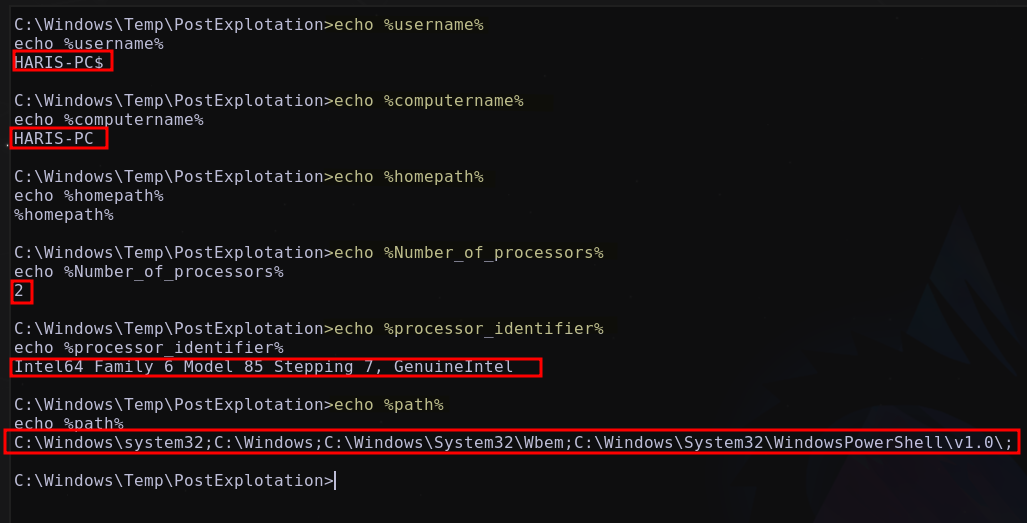 C:\Windows\Temp\PostExplotation>echo %username%
echo %username%
HARIS-PC$
C:\Windows\Temp\PostExplotation>echo %computername%
echo %computername%
HARIS-PC
C:\Windows\Temp\PostExplotation>echo %homepath%
echo %homepath%
%homepath%
C:\Windows\Temp\PostExplotation>echo %Number_of_processors%
echo %Number_of_processors%
2
C:\Windows\Temp\PostExplotation>echo %processor_identifier%
echo %processor_identifier%
Intel64 Family 6 Model 85 Stepping 7, GenuineIntel
C:\Windows\Temp\PostExplotation>echo %path%
echo %path%
C:\Windows\system32;C:\Windows;C:\Windows\System32\Wbem;C:\Windows\System32\WindowsPowerShell\v1.0\;
C:\Windows\Temp\PostExplotation>